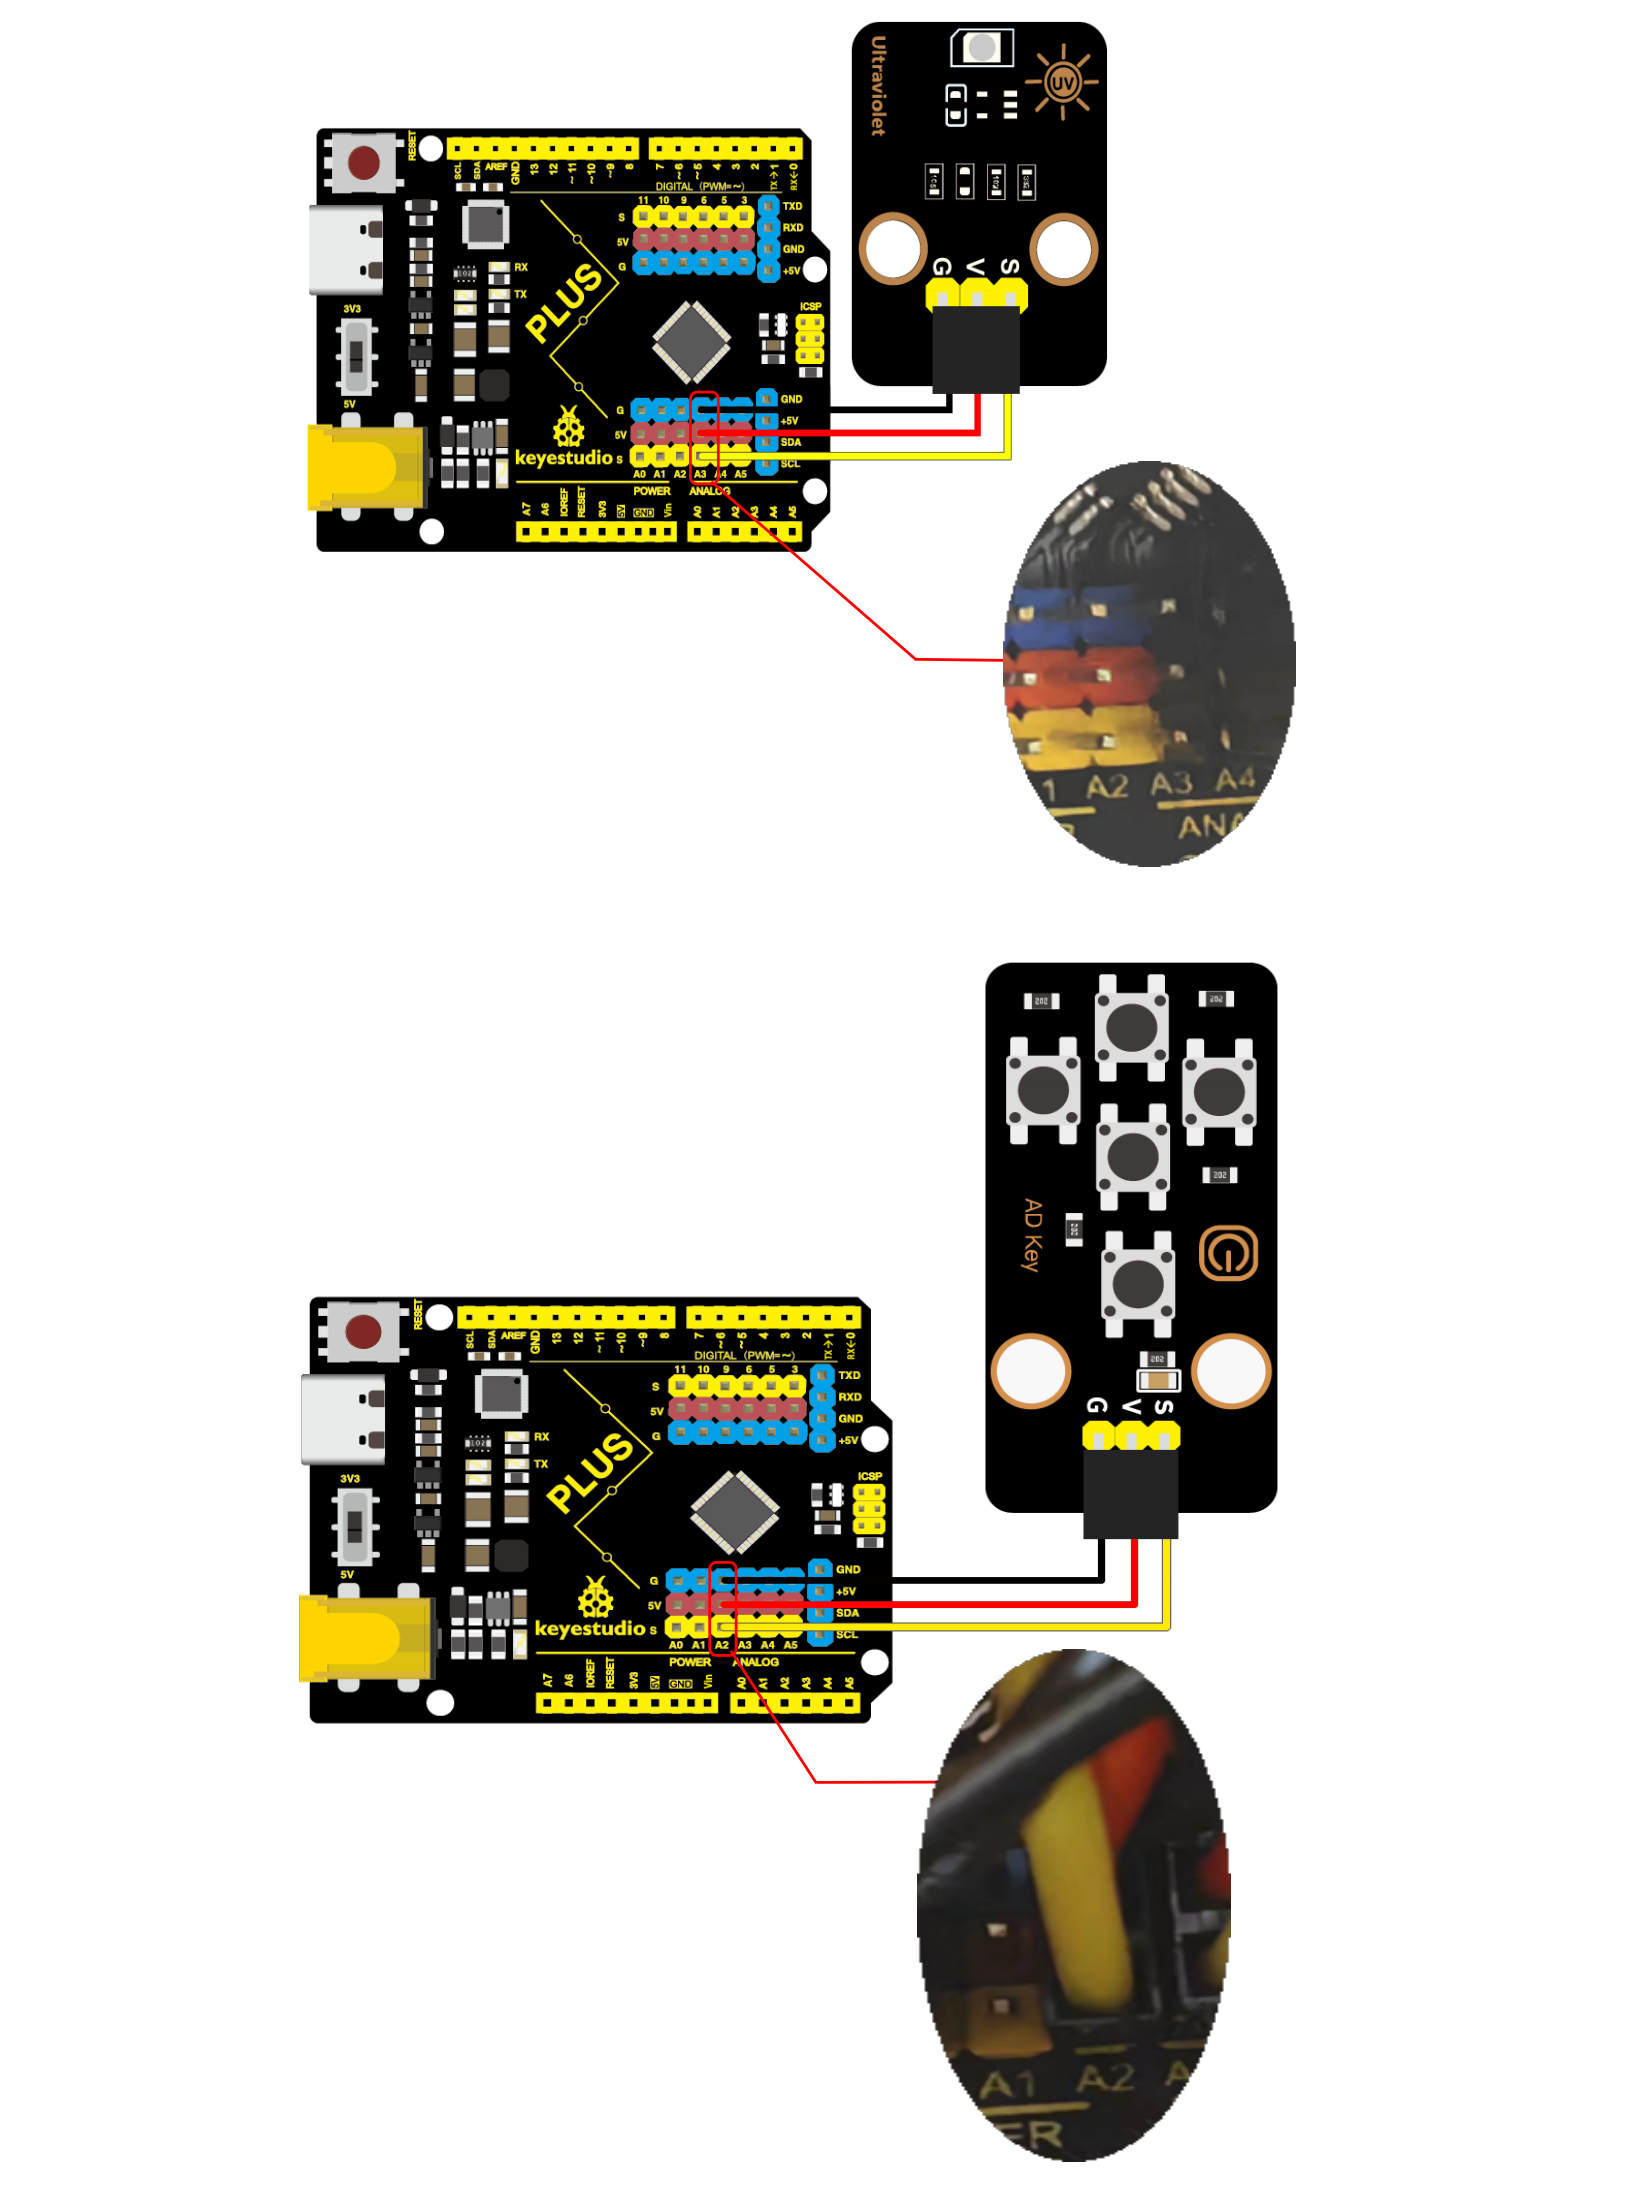 Ultraviolet
UV
G V S
RESET
SCL SDA AREF GND 13 12 ~11 ~10 ~9 8 7 ~6 ~5 4 3 2 TX→1 RX←0
DIGITAL (PWM=~)
11 10 9 6 5 3
S
5V
G
TXD
RXD
GND
+5V
RX
TX
102
3V3
5V
PLUS
ICSP
keyestudio
G
5V
S
GND
+5V
SDA
SCL
A0 A1 A2 A3 A4 A5
POWER ANALOG
A7 A6 IOREF RESET 3V3 5V GND Vin A0 A1 A2 A3 A4 A5
1 A2 A3 A4
ANA
202 202
202
202
AD Key
202
G V S
RESET
SCL SDA AREF GND 13 12 ~11 ~10 ~9 8 7 ~6 ~5 4 3 2 TX→1 RX←0
DIGITAL (PWM=~)
11 10 9 6 5 3
S
5V
G
TXD
RXD
GND
+5V
RX
TX
102
3V3
5V
PLUS
ICSP
keyestudio
G
5V
S
GND
+5V
SDA
SCL
A0 A1 A2 A3 A4 A5
POWER ANALOG
A7 A6 IOREF RESET 3V3 5V GND Vin A0 A1 A2 A3 A4 A5
A1 A2 A
ER